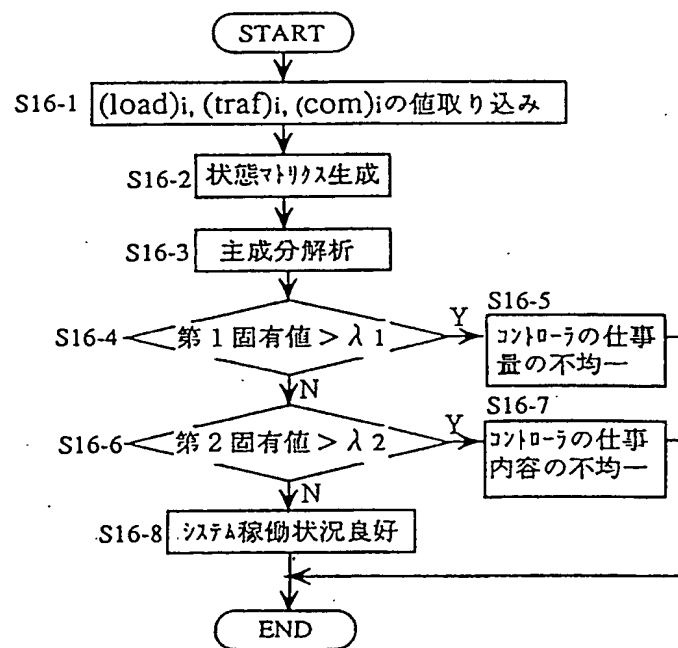 START
S16-1 (load)i, (traf)i, (com)iの値取り込み
S16-2 状態マトリクス生成
S16-3 主成分解析
S16-4 第1固有値>λ1
Y
S16-5
コントローラの仕事
量の不均一
N
S16-6 第2固有値>λ2
Y
S16-7
コントローラの仕事
内容の不均一
N
S16-8 システム稼働状況良好
END